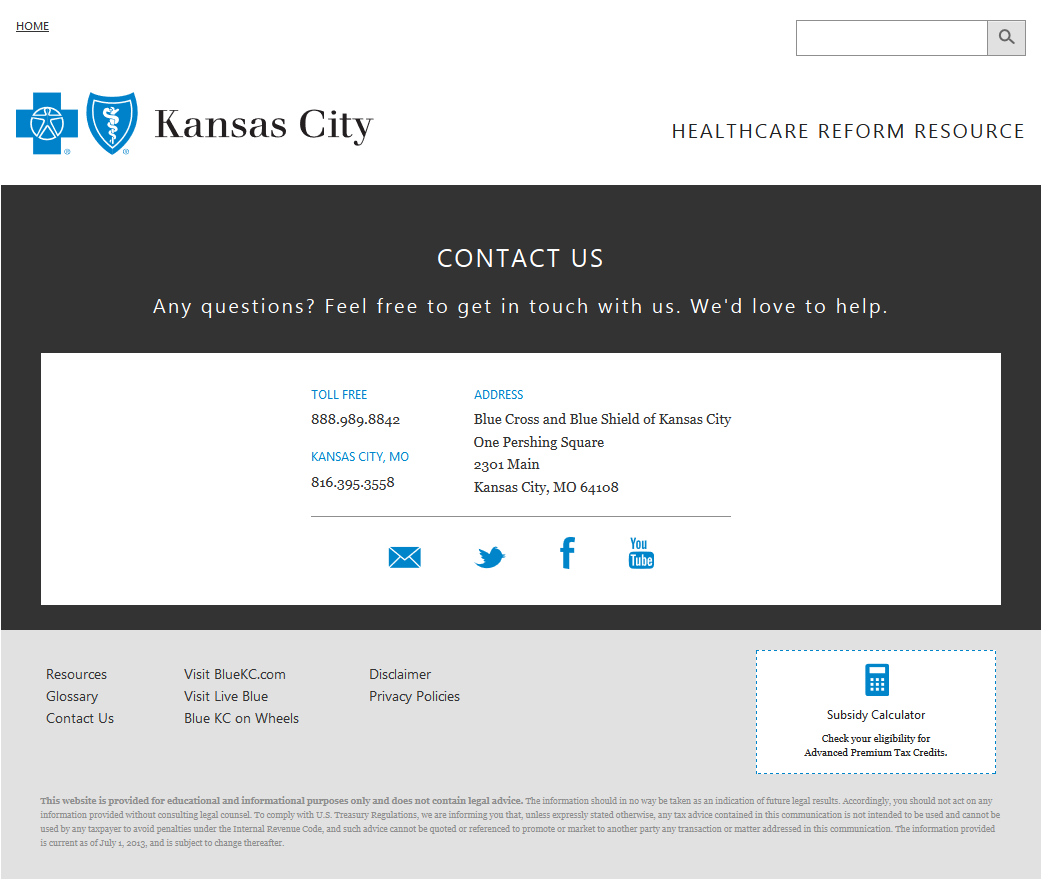 HOME
Kansas City
HEALTHCARE REFORM RESOURCE
CONTACT US
Any questions? Feel free to get in touch with us. We'd love to help.
TOLL FREE
888.989.8842
KANSAS CITY, MO
816.395.3558
ADDRESS
Blue Cross and Blue Shield of Kansas City
One Pershing Square
2301 Main
Kansas City, MO 64108
You
Tube
Resources
Glossary
Contact Us
Visit BlueKC.com
Visit Live Blue
Blue KC on Wheels
Disclaimer
Privacy Policies
Subsidy Calculator
Check your eligibility for
Advanced Premium Tax Credits.
This website is provided for educational and informational purposes only and does not contain legal advice. The information should in no way be taken as an indication of future legal results. Accordingly, you should not act on any
information provided without consulting legal counsel. To comply with U.S. Treasury Regulations, we are informing you that, unless expressly stated otherwise, any tax advice contained in this communication is not intended to be used and cannot be
used by any taxpayer to avoid penalties under the Internal Revenue Code, and such advice cannot be quoted or referenced to promote or market to another party any transaction or matter addressed in this communication. The information provided
is current as of July 1, 2013, and is subject to change thereafter.